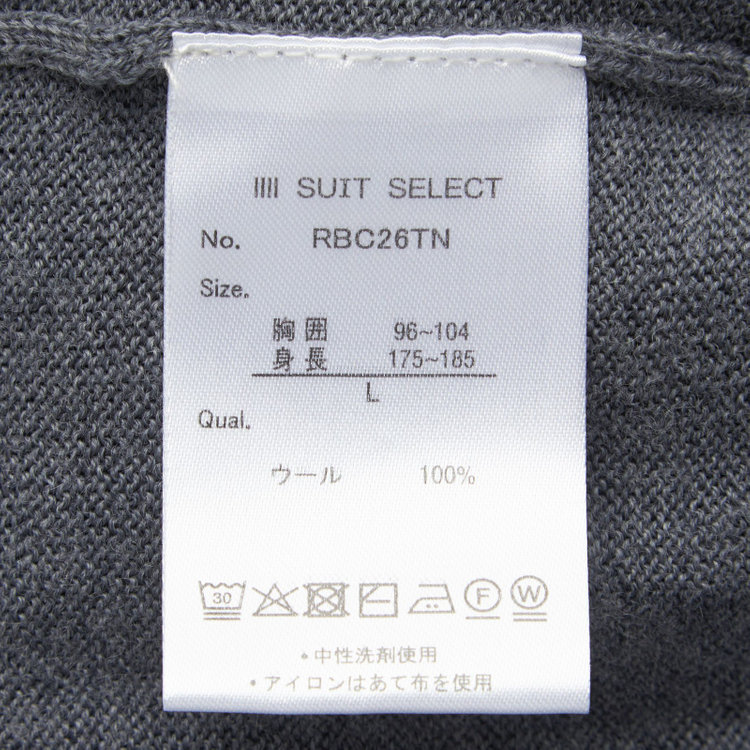 SUIT SELECT
No. RBC26TN
Size.
胸囲 96~104
身長 175~185
L
Qual.
ウール 100%
30 F W
・中性洗剤使用
・アイロンはあて布を使用